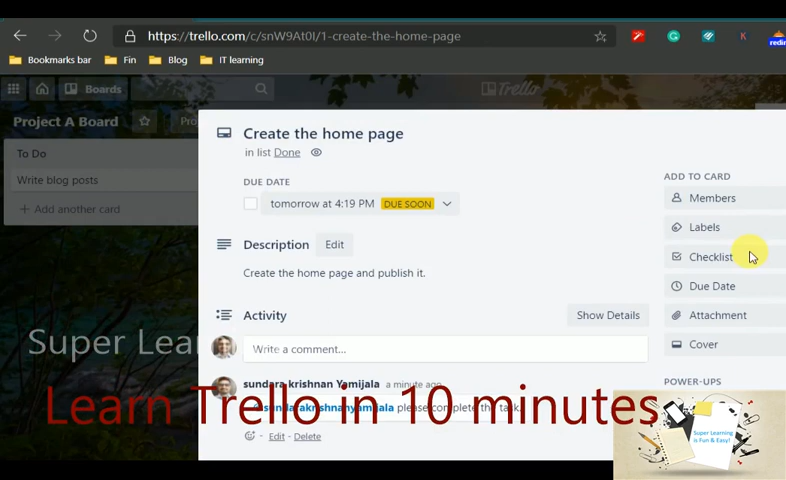 https://trello.com/c/snW9At0I/1-create-the-home-page
K
redir
Bookmarks bar Fin Blog IT learning
Boards Trello
Project A Board
To Do
Write blog posts
+ Add another card
Create the home page
in list Done
DUE DATE
tomorrow at 4:19 PM DUE SOON
Description Edit
Create the home page and publish it.
Activity Show Details
Write a comment...
sundara krishnan Yamijala a minute ago
@sundarakrishnanyamijala please complete the task.
Edit - Delete
ADD TO CARD
Members
Labels
Checklist
Due Date
Attachment
Cover
POWER-UPS
Super Lear
Learn Trello in 10 minutes
Super Learning
is Fun & Easy!